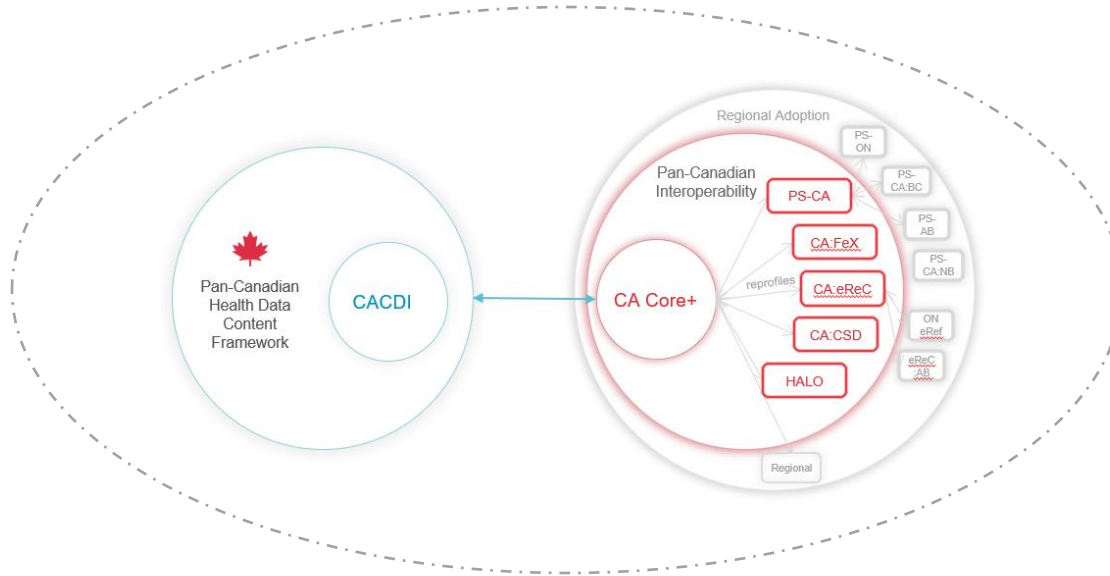 Regional Adoption
PS-
ON
Pan-Canadian
Interoperability
PS-CA
PS-
CA:BC
PS-
AB
CA:FeX
PS-
CA:NB
Pan-Canadian
Health Data
Content
Framework
CACDI
CA Core+
reprofiles
CA:eReC
ON
eRef
CA:CSD
eReC
:AB
HALO
Regional